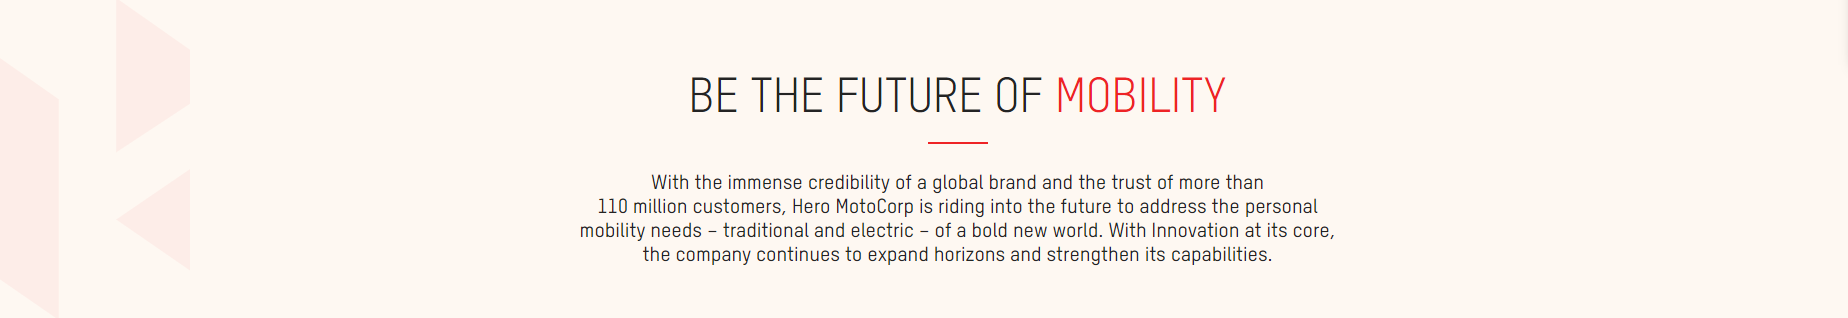 BE THE FUTURE OF MOBILITY
With the immense credibility of a global brand and the trust of more than
110 million customers, Hero MotoCorp is riding into the future to address the personal
mobility needs – traditional and electric – of a bold new world. With Innovation at its core,
the company continues to expand horizons and strengthen its capabilities.